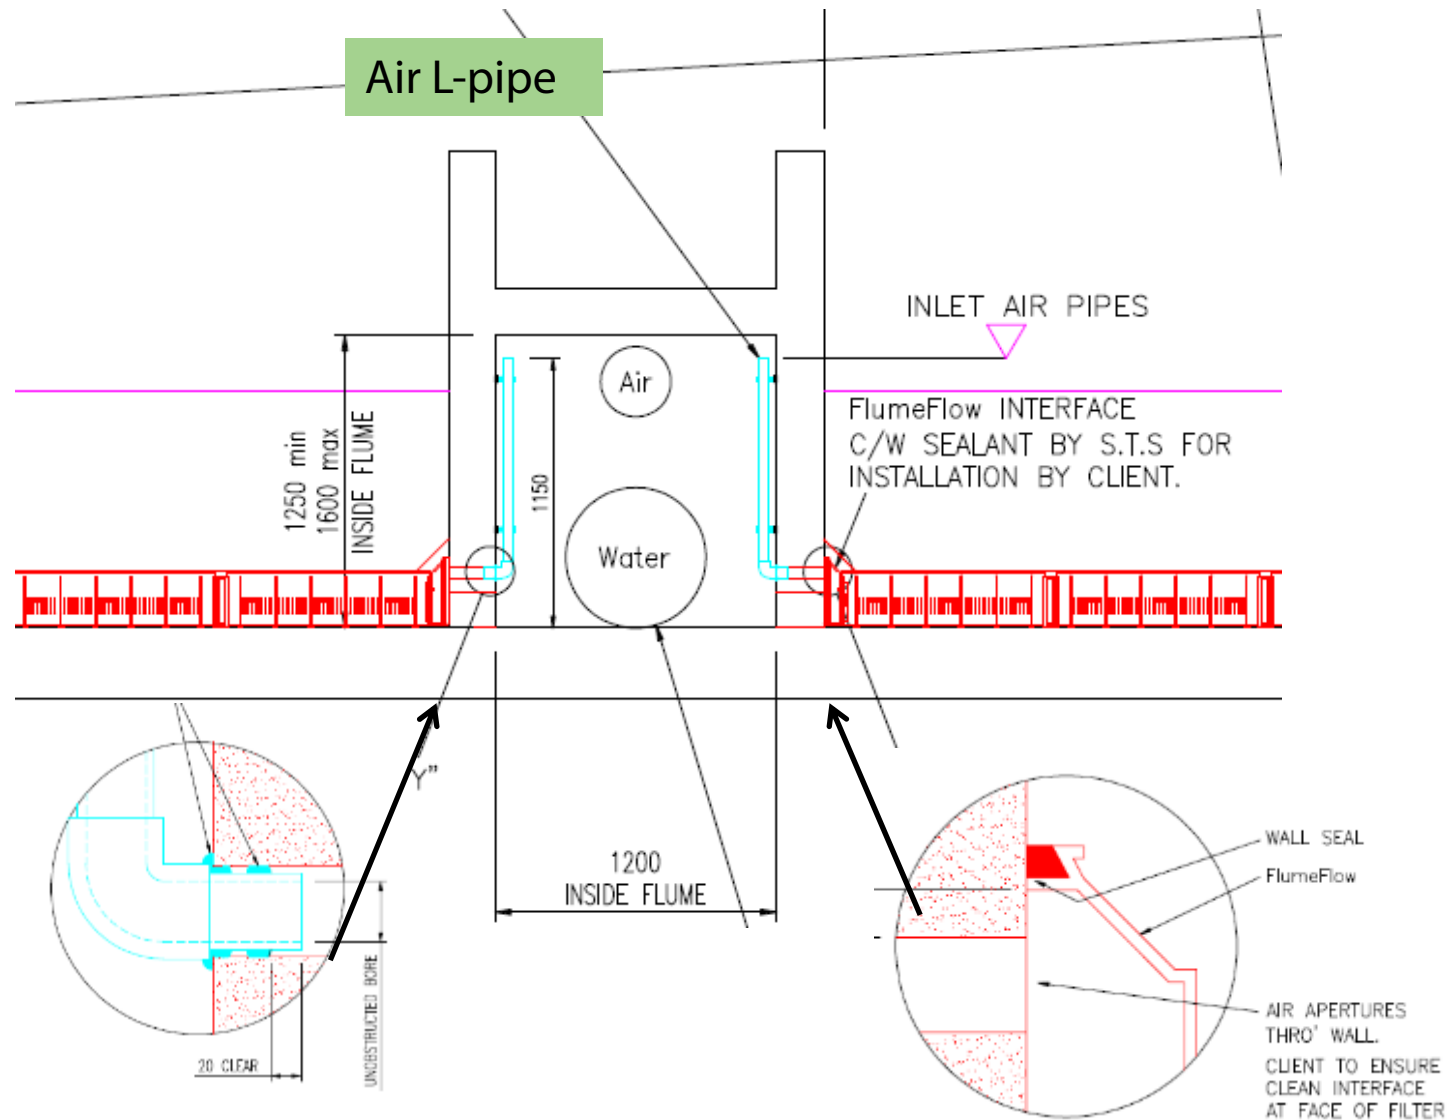 Air L-pipe
INLET AIR PIPES
Air
1250 min
1600 max
INSIDE FLUME
1150
FlumeFlow INTERFACE
C/W SEALANT BY S.T.S FOR
INSTALLATION BY CLIENT.
Water
Y"
1200
INSIDE FLUME
UNOBSTRUCTED BORE
20 CLEAR
WALL SEAL
FlumeFlow
AIR APERTURES
THRO' WALL.
CLIENT TO ENSURE
CLEAN INTERFACE
AT FACE OF FILTER